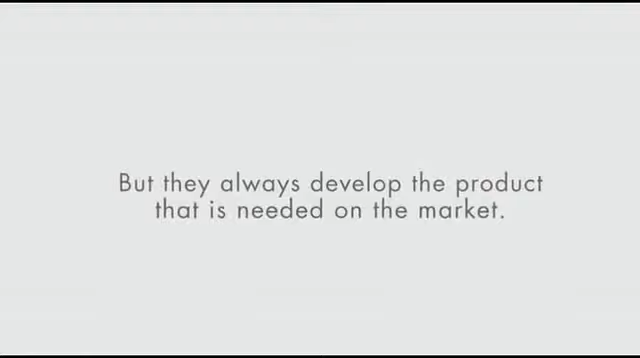 But they always develop the product
that is needed on the market.